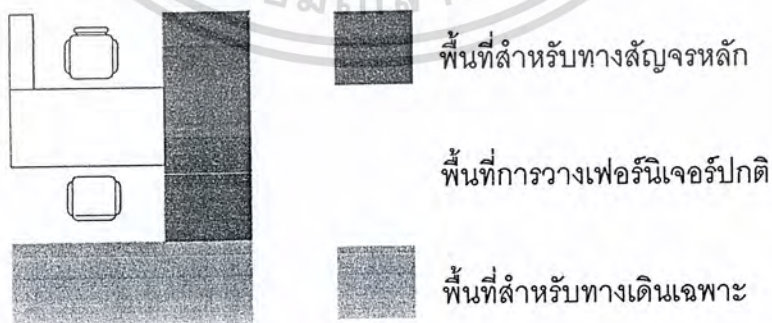 พื้นที่สำหรับทางสัญจรหลัก
พื้นที่การวางเฟอร์นิเจอร์ปกติ
พื้นที่สำหรับทางเดินเฉพาะ